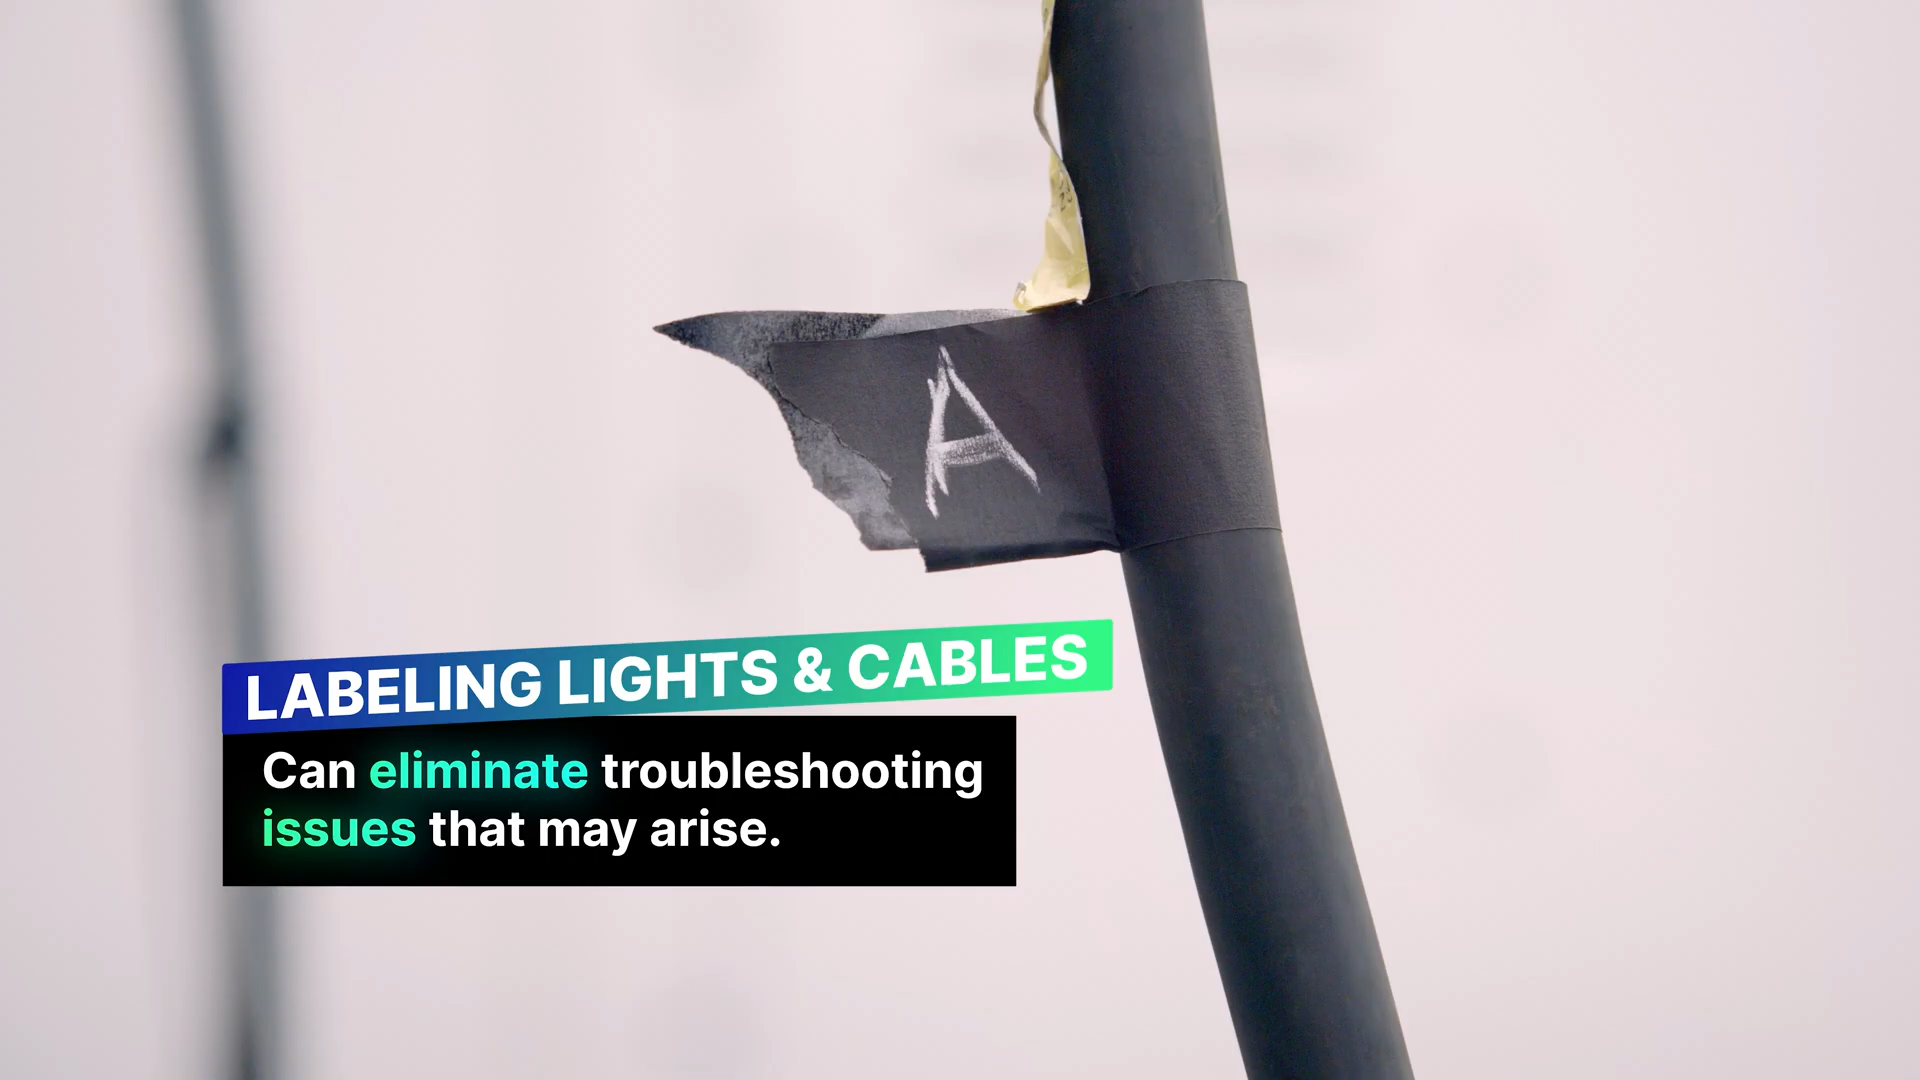 A
LABELING LIGHTS & CABLES
Can eliminate troubleshooting
issues that may arise.